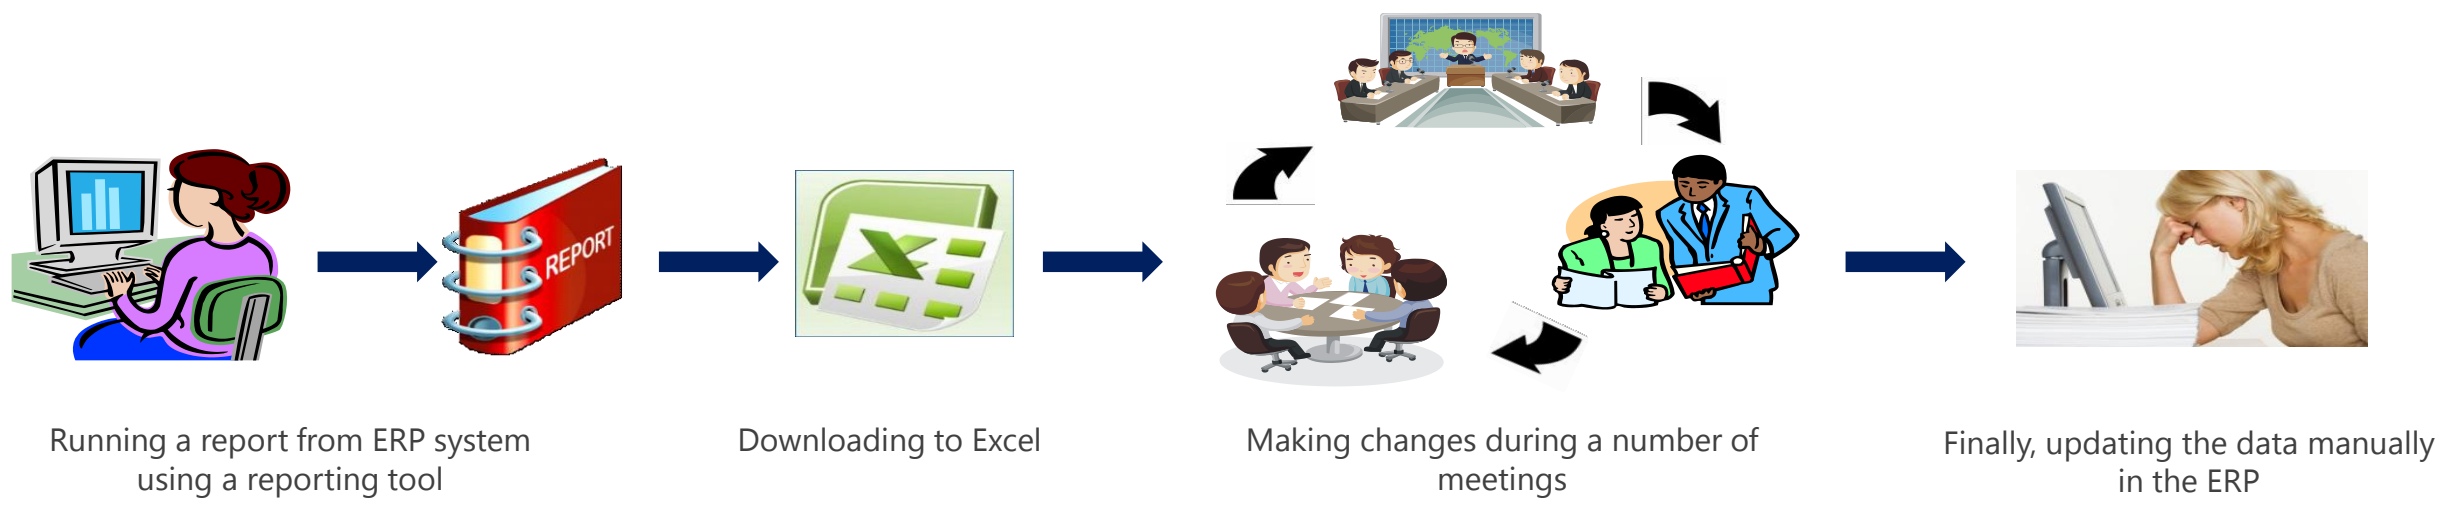 REPORT
Running a report from ERP system
using a reporting tool
Downloading to Excel
Making changes during a number of
meetings
Finally, updating the data manually
in the ERP